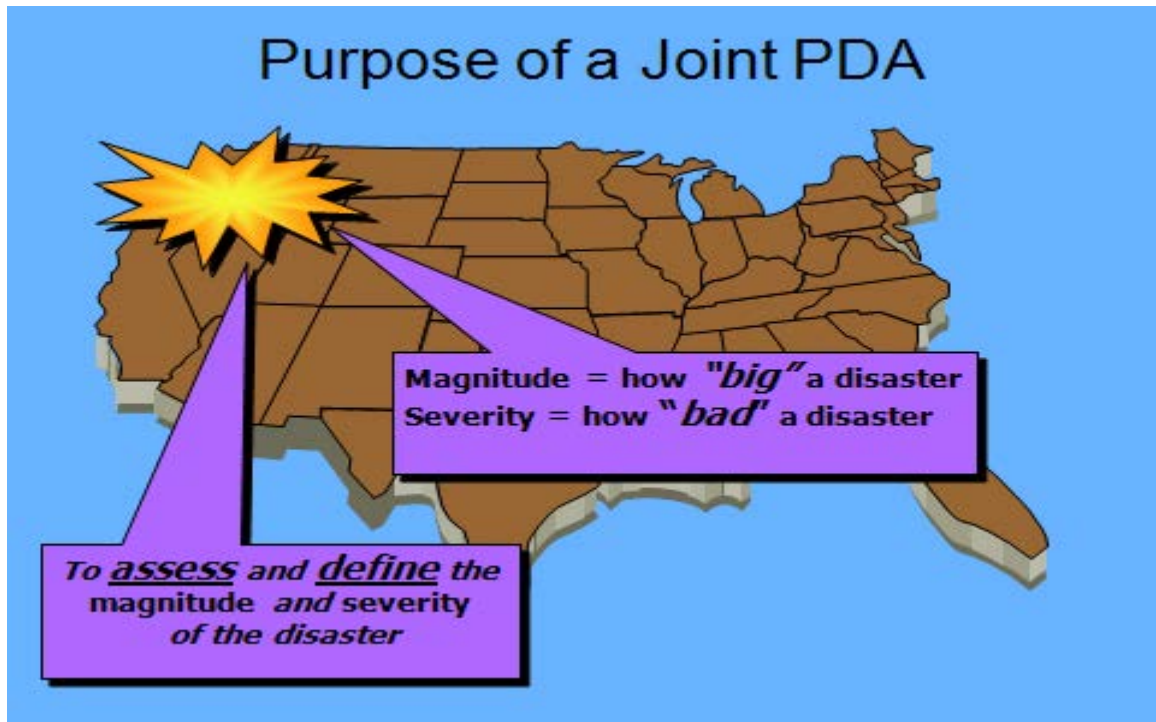 Purpose of a Joint PDA
Magnitude = how "big" a disaster
Severity = how "bad" a disaster
To assess and define the
magnitude and severity
of the disaster